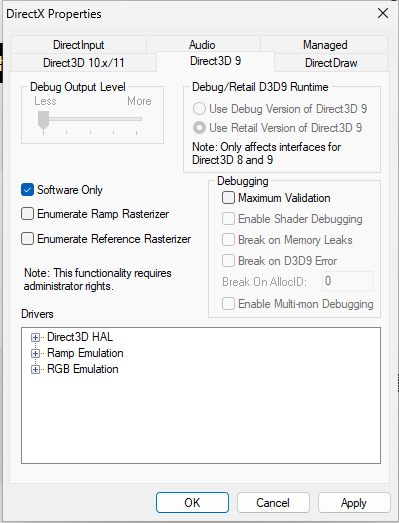 DirectX Properties
DirectInput
Audio
Managed
Direct3D 10.x/11
Direct3D 9
DirectDraw
Debug Output Level
Less
More
Debug/Retail D3D9 Runtime
Use Debug Version of Direct3D 9
Use Retail Version of Direct3D 9
Note: Only affects interfaces for
Direct3D 8 and 9
Software Only
Enumerate Ramp Rasterizer
Enumerate Reference Rasterizer
Note: This functionality requires
administrator rights.
Debugging
Maximum Validation
Enable Shader Debugging
Break on Memory Leaks
Break on D3D9 Error
Break On AllocID:
0
Enable Multi-mon Debugging
Drivers
Direct3D HAL
Ramp Emulation
RGB Emulation
OK
Cancel
Apply